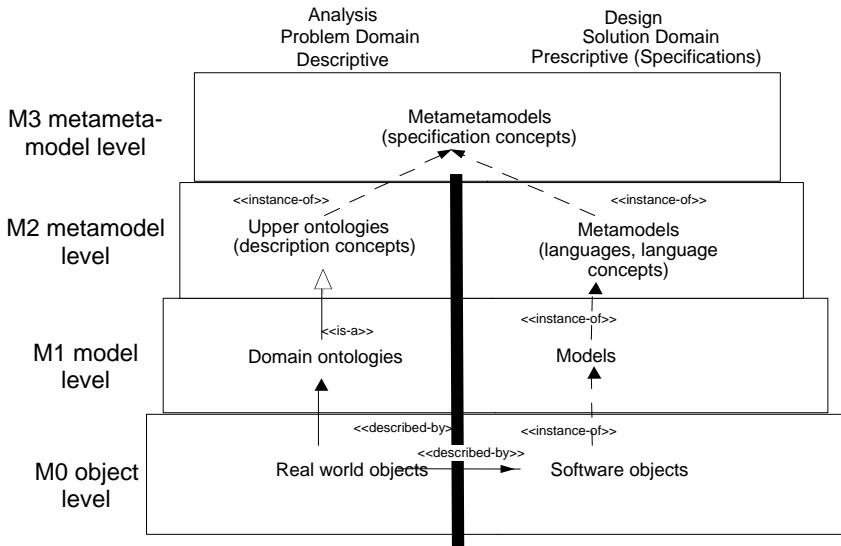 Analysis
Problem Domain
Descriptive
Design
Solution Domain
Prescriptive (Specifications)
M3 metameta-
model level
Metametamodels
(specification concepts)
<<instance-of>>
<<instance-of>>
M2 metamodel
level
Upper ontologies
(description concepts)
Metamodels
(languages, language
concepts)
<<is-a>>
<<instance-of>>
M1 model
level
Domain ontologies
Models
<<described-by>
<<instance-of>>
<<described-by>>
M0 object
level
Real world objects
Software objects